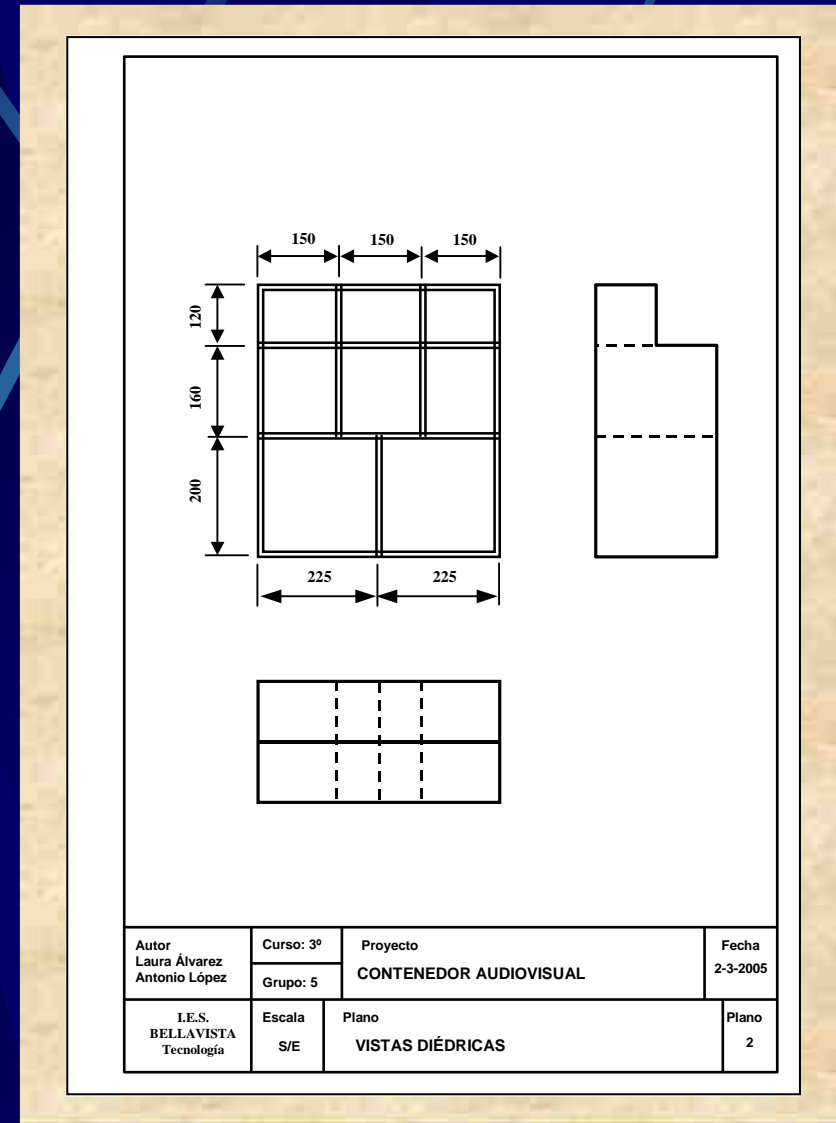 150 150 150
120
160
200
225 225
Autor
Laura Álvarez
Antonio López
Curso: 3º
Grupo: 5
Proyecto
CONTENEDOR AUDIOVISUAL
Fecha
2-3-2005
I.E.S.
BELLAVISTA
Tecnología
Escala
S/E
Plano
VISTAS DIÉDRICAS
Plano
2